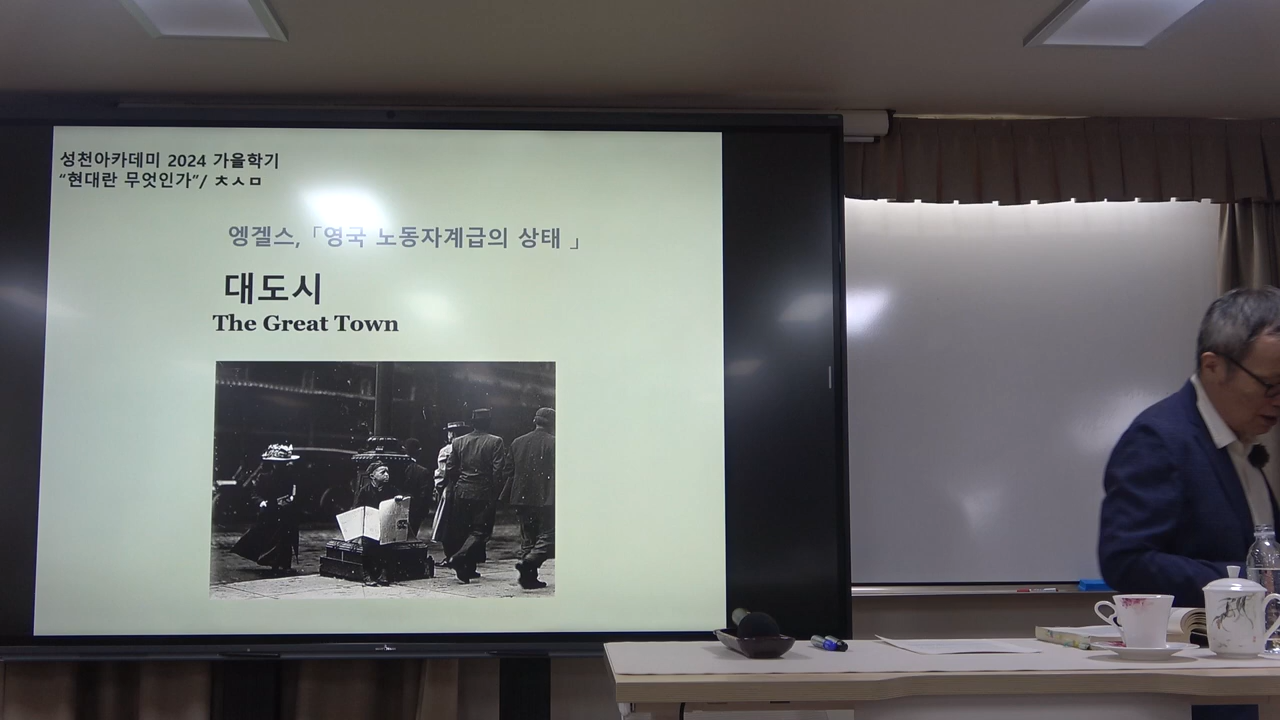 성천아카데미 2024 가을학기
“현대란 무엇인가”/ ㅊㅅㅁ
엥겔스, 「영국 노동자계급의 상태 」
대도시
The Great Town